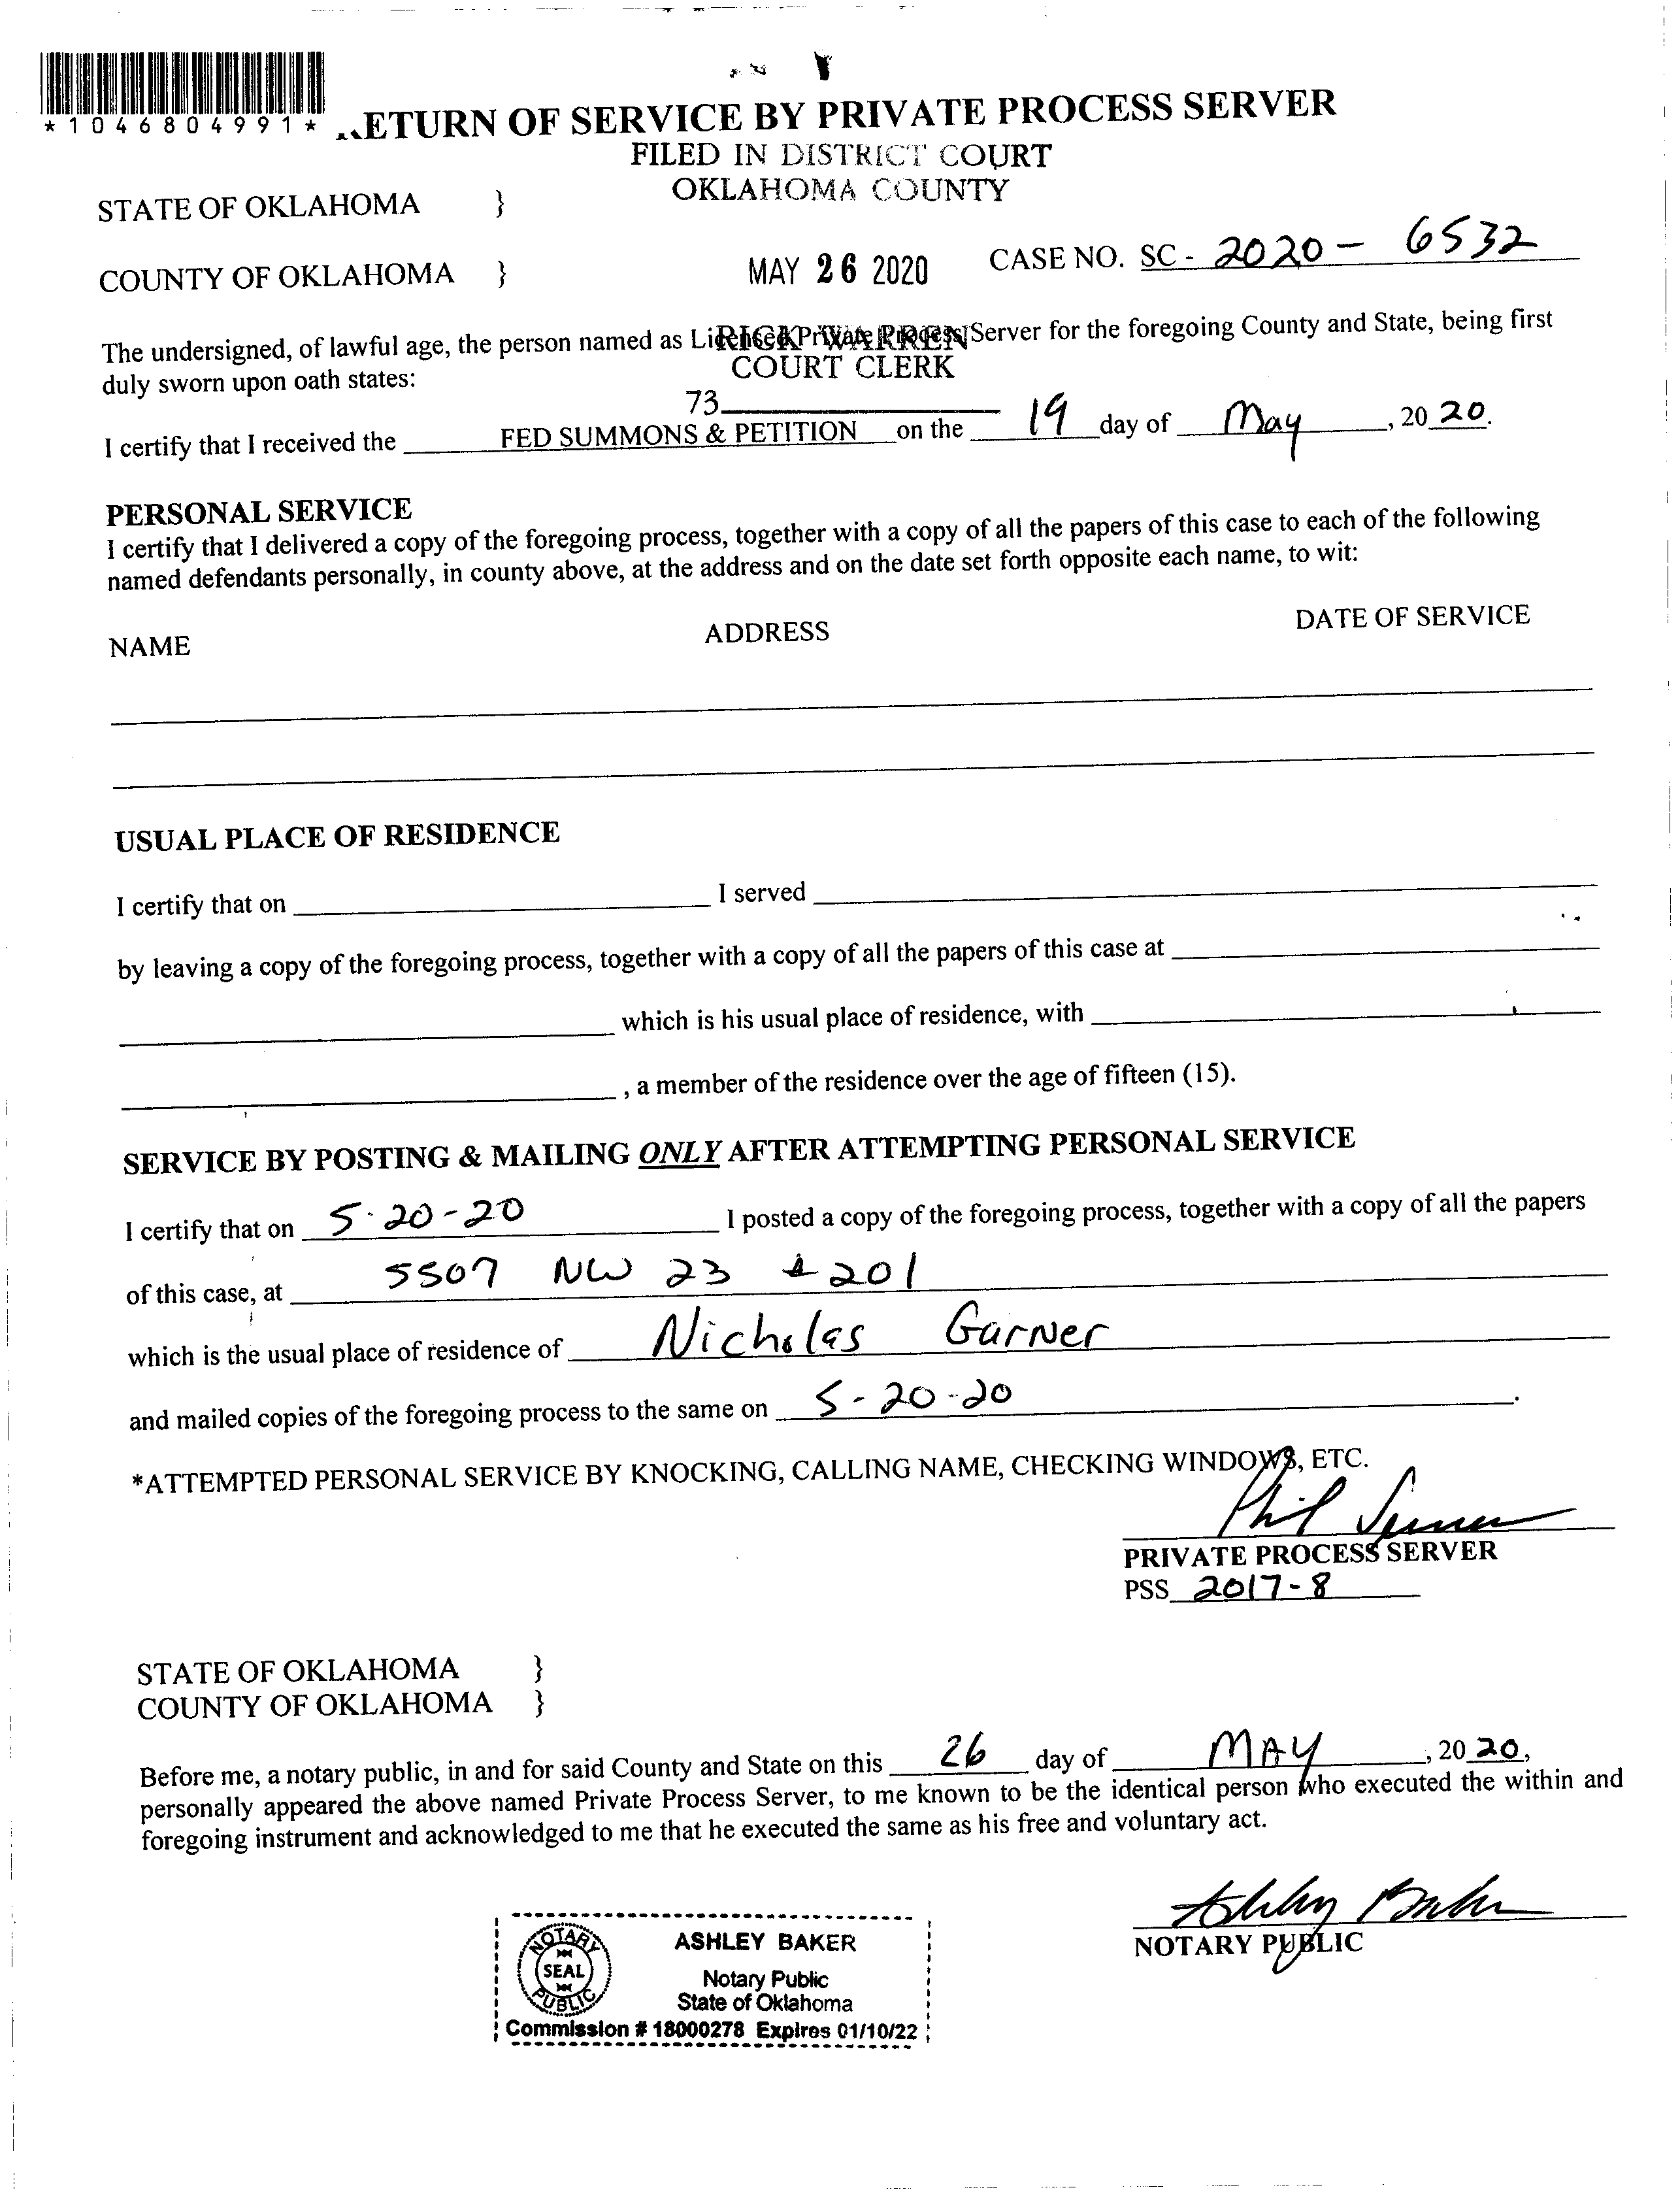 *1046804991*
ETURN OF SERVICE BY PRIVATE PROCESS SERVER
FILED IN DISTRICT COURT
OKLAHOMA COUNTY
STATE OF OKLAHOMA }
COUNTY OF OKLAHOMA } MAY 26 2020 CASE NO. SC - 2020 - 6532
The undersigned, of lawful age, the person named as Licensed Private Process Server for the foregoing County and State, being first
RICK WARREN
duly sworn upon oath states:
COURT CLERK
73
I certify that I received the FED SUMMONS & PETITION on the 19 day of May, 20 20.
PERSONAL SERVICE
I certify that I delivered a copy of the foregoing process, together with a copy of all the papers of this case to each of the following
named defendants personally, in county above, at the address and on the date set forth opposite each name, to wit:
NAME ADDRESS DATE OF SERVICE
USUAL PLACE OF RESIDENCE
I certify that on I served
by leaving a copy of the foregoing process, together with a copy of all the papers of this case at
which is his usual place of residence, with
, a member of the residence over the age of fifteen (15).
SERVICE BY POSTING & MAILING ONLY AFTER ATTEMPTING PERSONAL SERVICE
I certify that on 5-20-20 I posted a copy of the foregoing process, together with a copy of all the papers
of this case, at 5507 NW 23 # 201
which is the usual place of residence of Nicholas Garner
and mailed copies of the foregoing process to the same on 5-20-20.
*ATTEMPTED PERSONAL SERVICE BY KNOCKING, CALLING NAME, CHECKING WINDOWS, ETC.
Phil
PRIVATE PROCESS SERVER
PSS 2017-8
STATE OF OKLAHOMA }
COUNTY OF OKLAHOMA }
Before me, a notary public, in and for said County and State on this 26 day of MAY, 20 20,
personally appeared the above named Private Process Server, to me known to be the identical person who executed the within and
foregoing instrument and acknowledged to me that he executed the same as his free and voluntary act.
Ashley Baker
NOTARY PUBLIC
NOTARY SEAL PUBLIC
ASHLEY BAKER
Notary Public
State of Oklahoma
Commission # 18000278 Expires 01/10/22